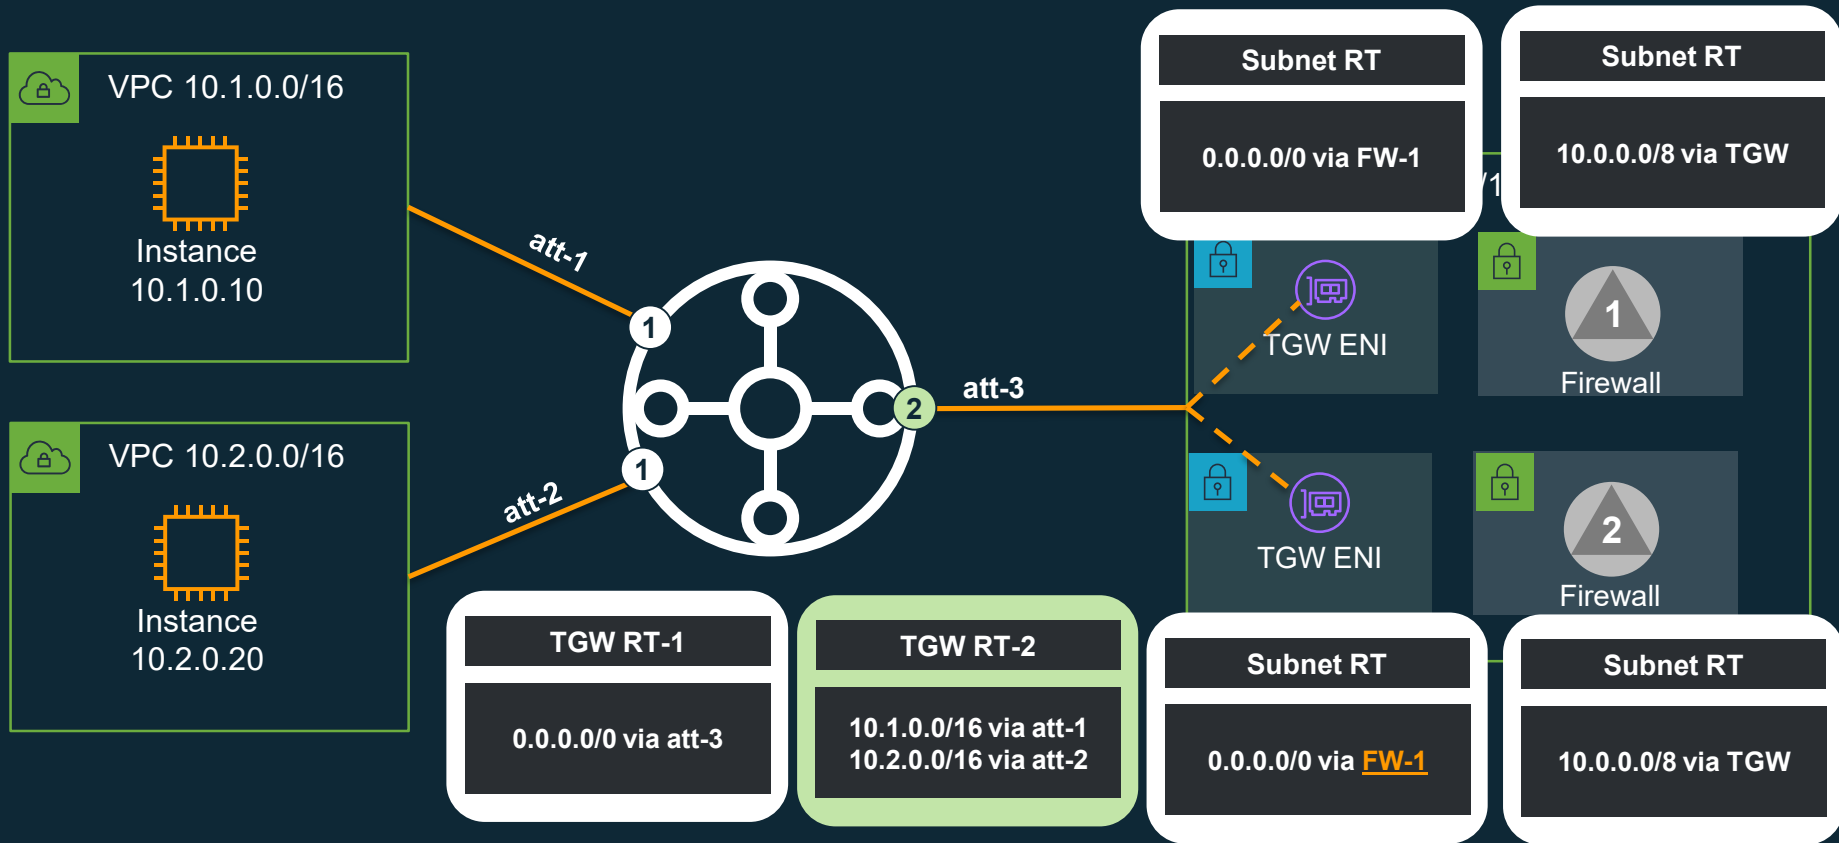 VPC 10.1.0.0/16
Instance
10.1.0.10
VPC 10.2.0.0/16
Instance
10.2.0.20
att-1
att-2
1
1
2
att-3
TGW RT-1
0.0.0.0/0 via att-3
TGW RT-2
10.1.0.0/16 via att-1
10.2.0.0/16 via att-2
Subnet RT
0.0.0.0/0 via FW-1
Subnet RT
10.0.0.0/8 via TGW
/1
TGW ENI
1
Firewall
TGW ENI
2
Firewall
Subnet RT
0.0.0.0/0 via FW-1
Subnet RT
10.0.0.0/8 via TGW